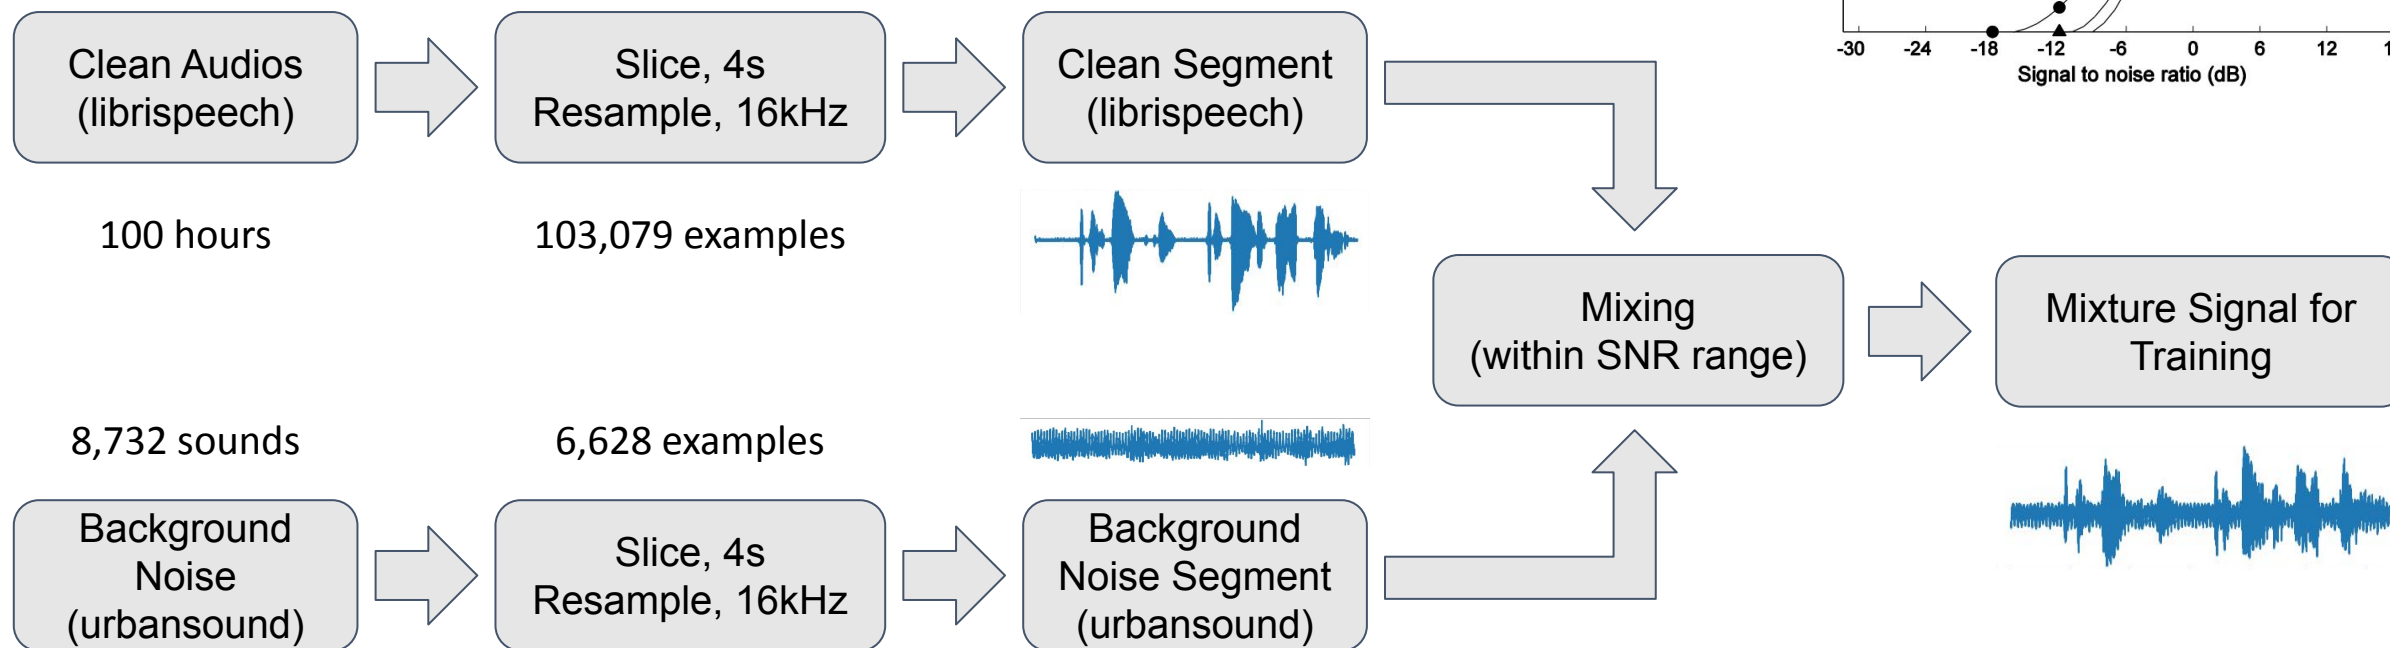 -30 -24 -18 -12 -6 0 6 12
Signal to noise ratio (dB)
Clean Audios
(librispeech)
Slice, 4s
Resample, 16kHz
Clean Segment
(librispeech)
100 hours
103,079 examples
Mixing
(within SNR range)
Mixture Signal for
Training
8,732 sounds
6,628 examples
Background
Noise
(urbansound)
Slice, 4s
Resample, 16kHz
Background
Noise Segment
(urbansound)